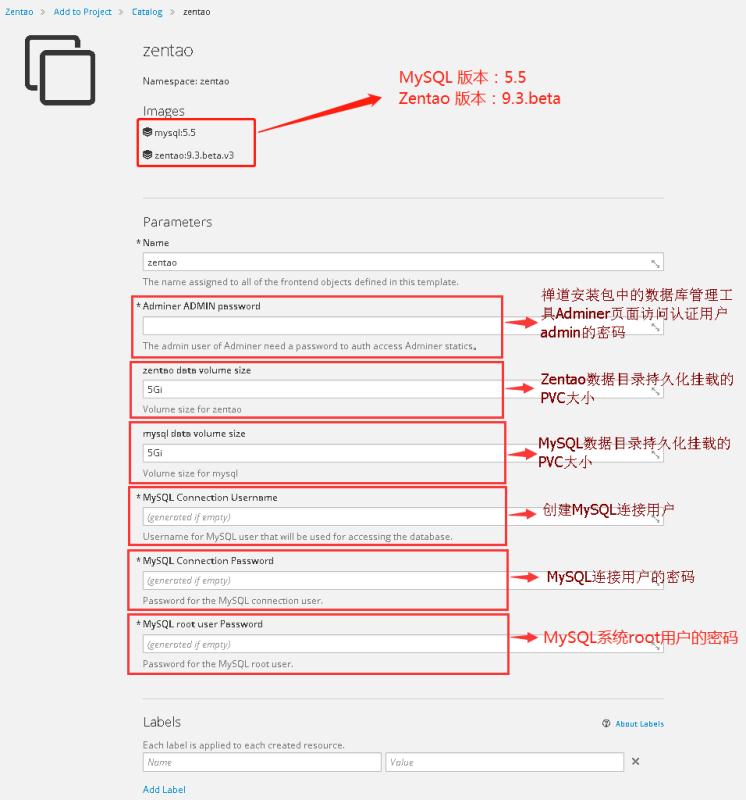 Zentao > Add to Project > Catalog > zentao
zentao
Namespace: zentao
Images
mysql:5.5
zentao:9.3.beta.v3
MySQL 版本：5.5
Zentao 版本：9.3.beta
Parameters
* Name
zentao
The name assigned to all of the frontend objects defined in this template.
* Adminer ADMIN password
The admin user of Adminer need a password to auth access Adminer statics。
禅道安装包中的数据库管理工
具Adminer页面访问认证用户
admin的密码
zentao data volume size
5Gi
Volume size for zentao
Zentao数据目录持久化挂载的
PVC大小
mysql data volume size
5Gi
Volume size for mysql
MySQL数据目录持久化挂载的
PVC大小
* MySQL Connection Username
(generated if empty)
Username for MySQL user that will be used for accessing the database.
创建MySQL连接用户
* MySQL Connection Password
(generated if empty)
Password for the MySQL connection user.
MySQL连接用户的密码
* MySQL root user Password
(generated if empty)
Password for the MySQL root user.
MySQL系统root用户的密码
Labels
About Labels
Each label is applied to each created resource.
Name
Value
Add Label